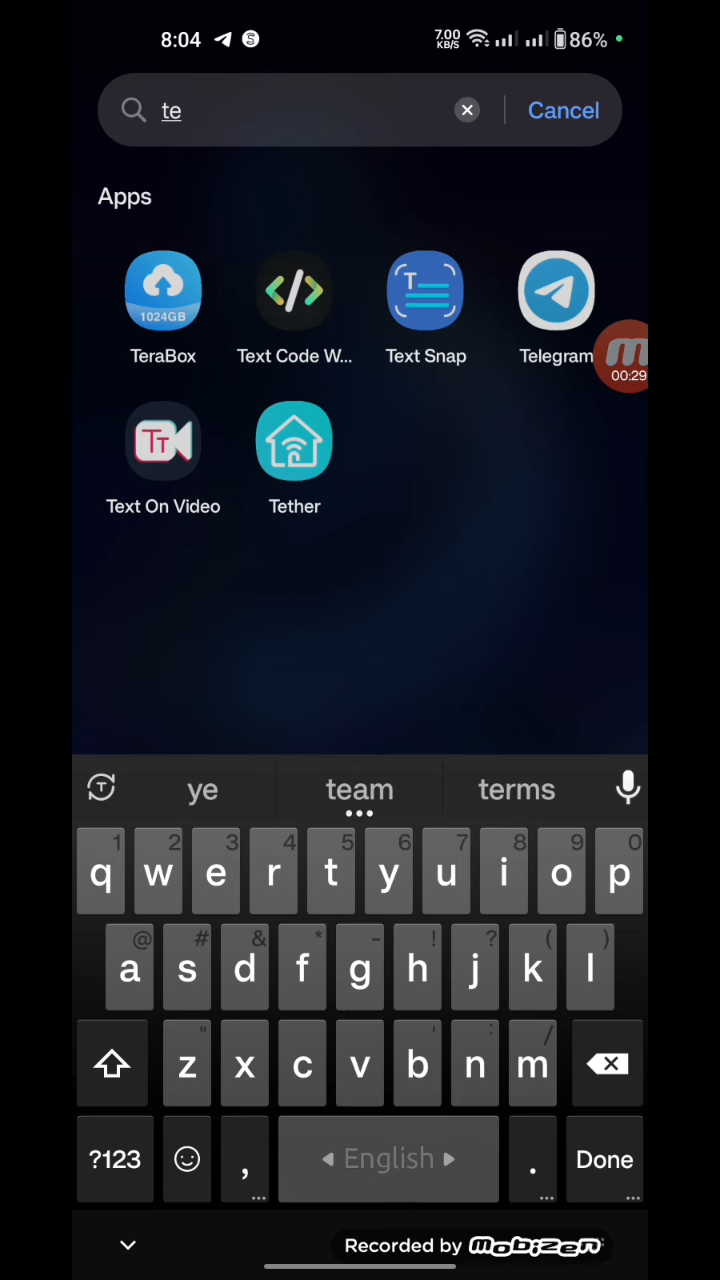 8:04 7.00 KB/S 86%
te Cancel
Apps
1024GB
TeraBox Text Code W... Text Snap Telegram
00:29
Text On Video Tether
ye team terms
1 2 3 4 5 6 7 8 9 0
q w e r t y u i o p
@ # & * - ! ? ( )
a s d f g h j k l
" ' : /
z x c v b n m
?123 , English . Done
Recorded by mobizen